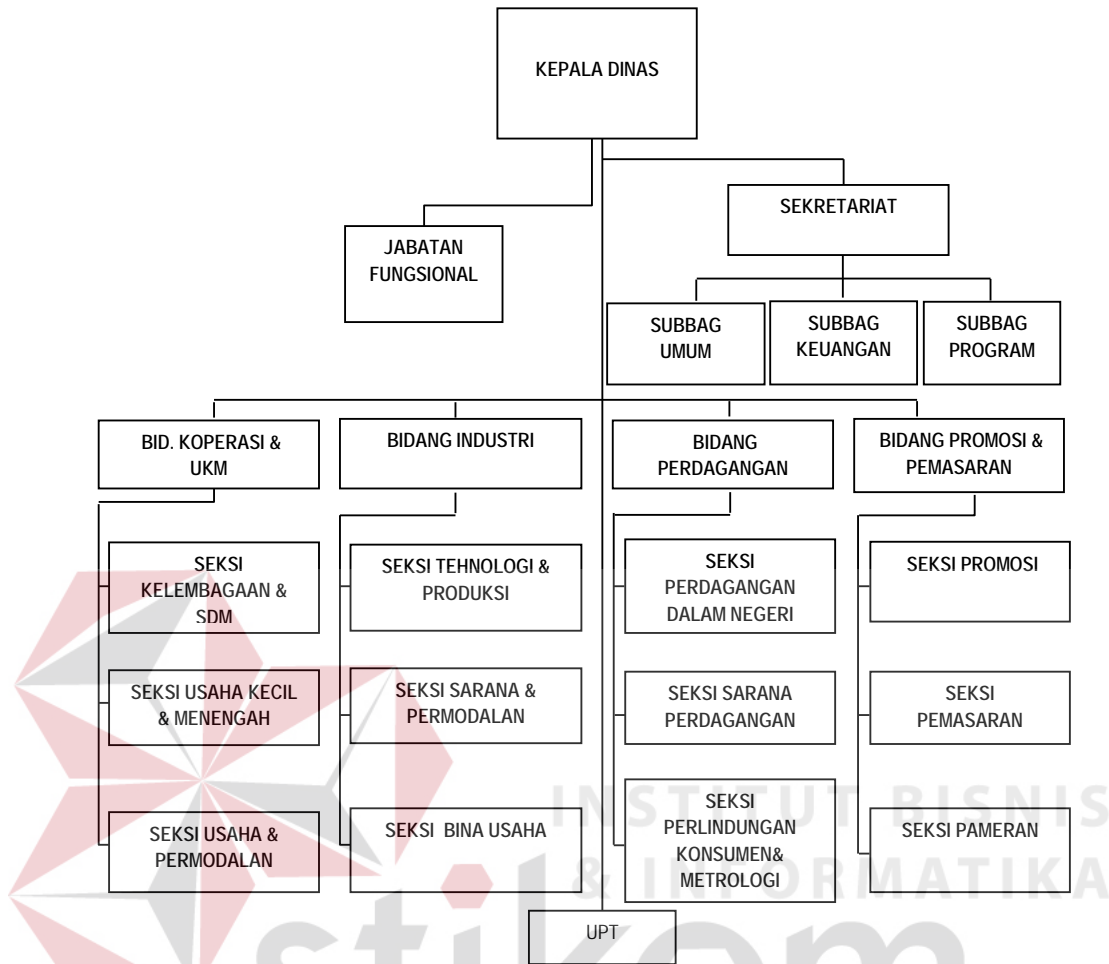 KEPALA DINAS
SEKRETARIAT
JABATAN
FUNGSIONAL
SUBBAG
UMUM
SUBBAG
KEUANGAN
SUBBAG
PROGRAM
BID. KOPERASI &
UKM
BIDANG INDUSTRI
BIDANG
PERDAGANGAN
BIDANG PROMOSI &
PEMASARAN
SEKSI
KELEMBAGAAN &
SDM
SEKSI TEHNOLOGI &
PRODUKSI
SEKSI
PERDAGANGAN
DALAM NEGERI
SEKSI PROMOSI
SEKSI USAHA KECIL
& MENENGAH
SEKSI SARANA &
PERMODALAN
SEKSI SARANA
PERDAGANGAN
SEKSI
PEMASARAN
SEKSI USAHA &
PERMODALAN
SEKSI BINA USAHA
SEKSI
PERLINDUNGAN
KONSUMEN&
METROLOGI
SEKSI PAMERAN
INSTITUT BISNIS
& INFORMATIKA
stikom
UPT